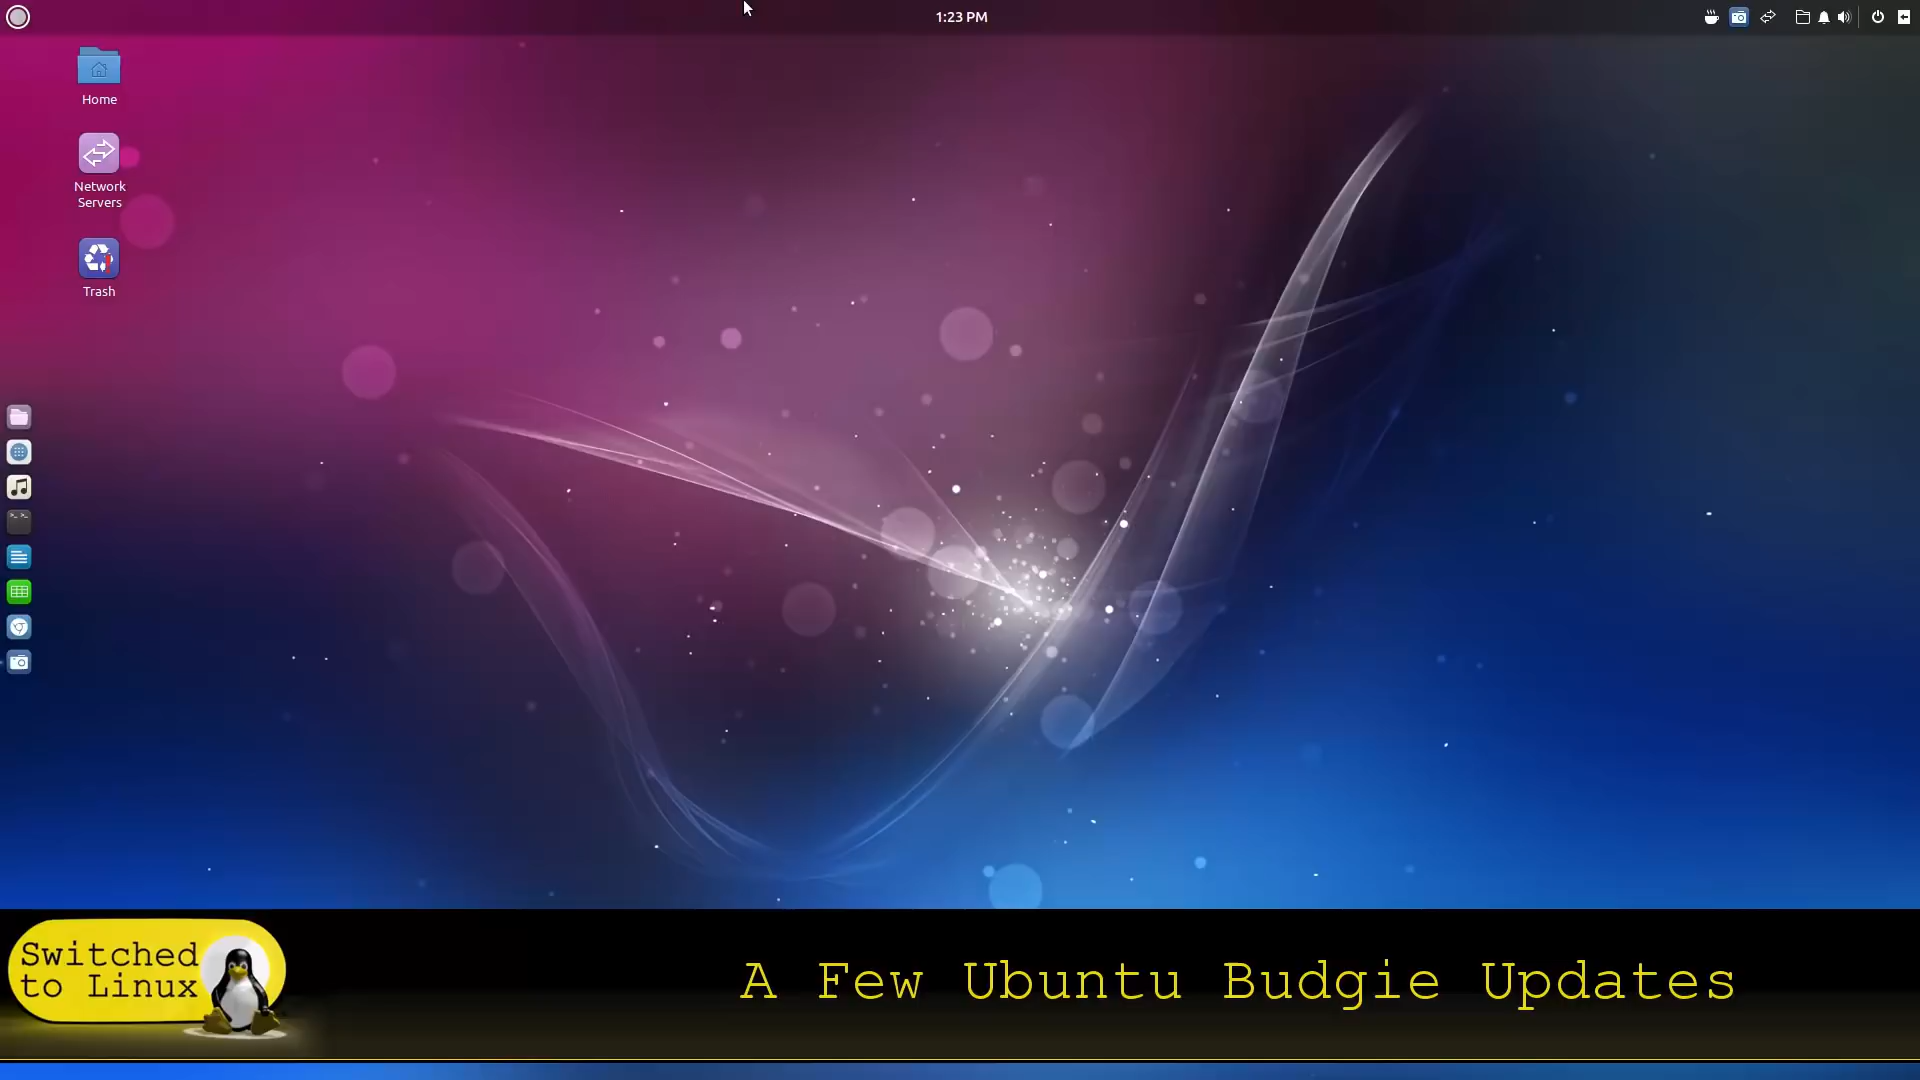 1:23 PM
Home
Network
Servers
Trash
Switched
to Linux
A Few Ubuntu Budgie Updates